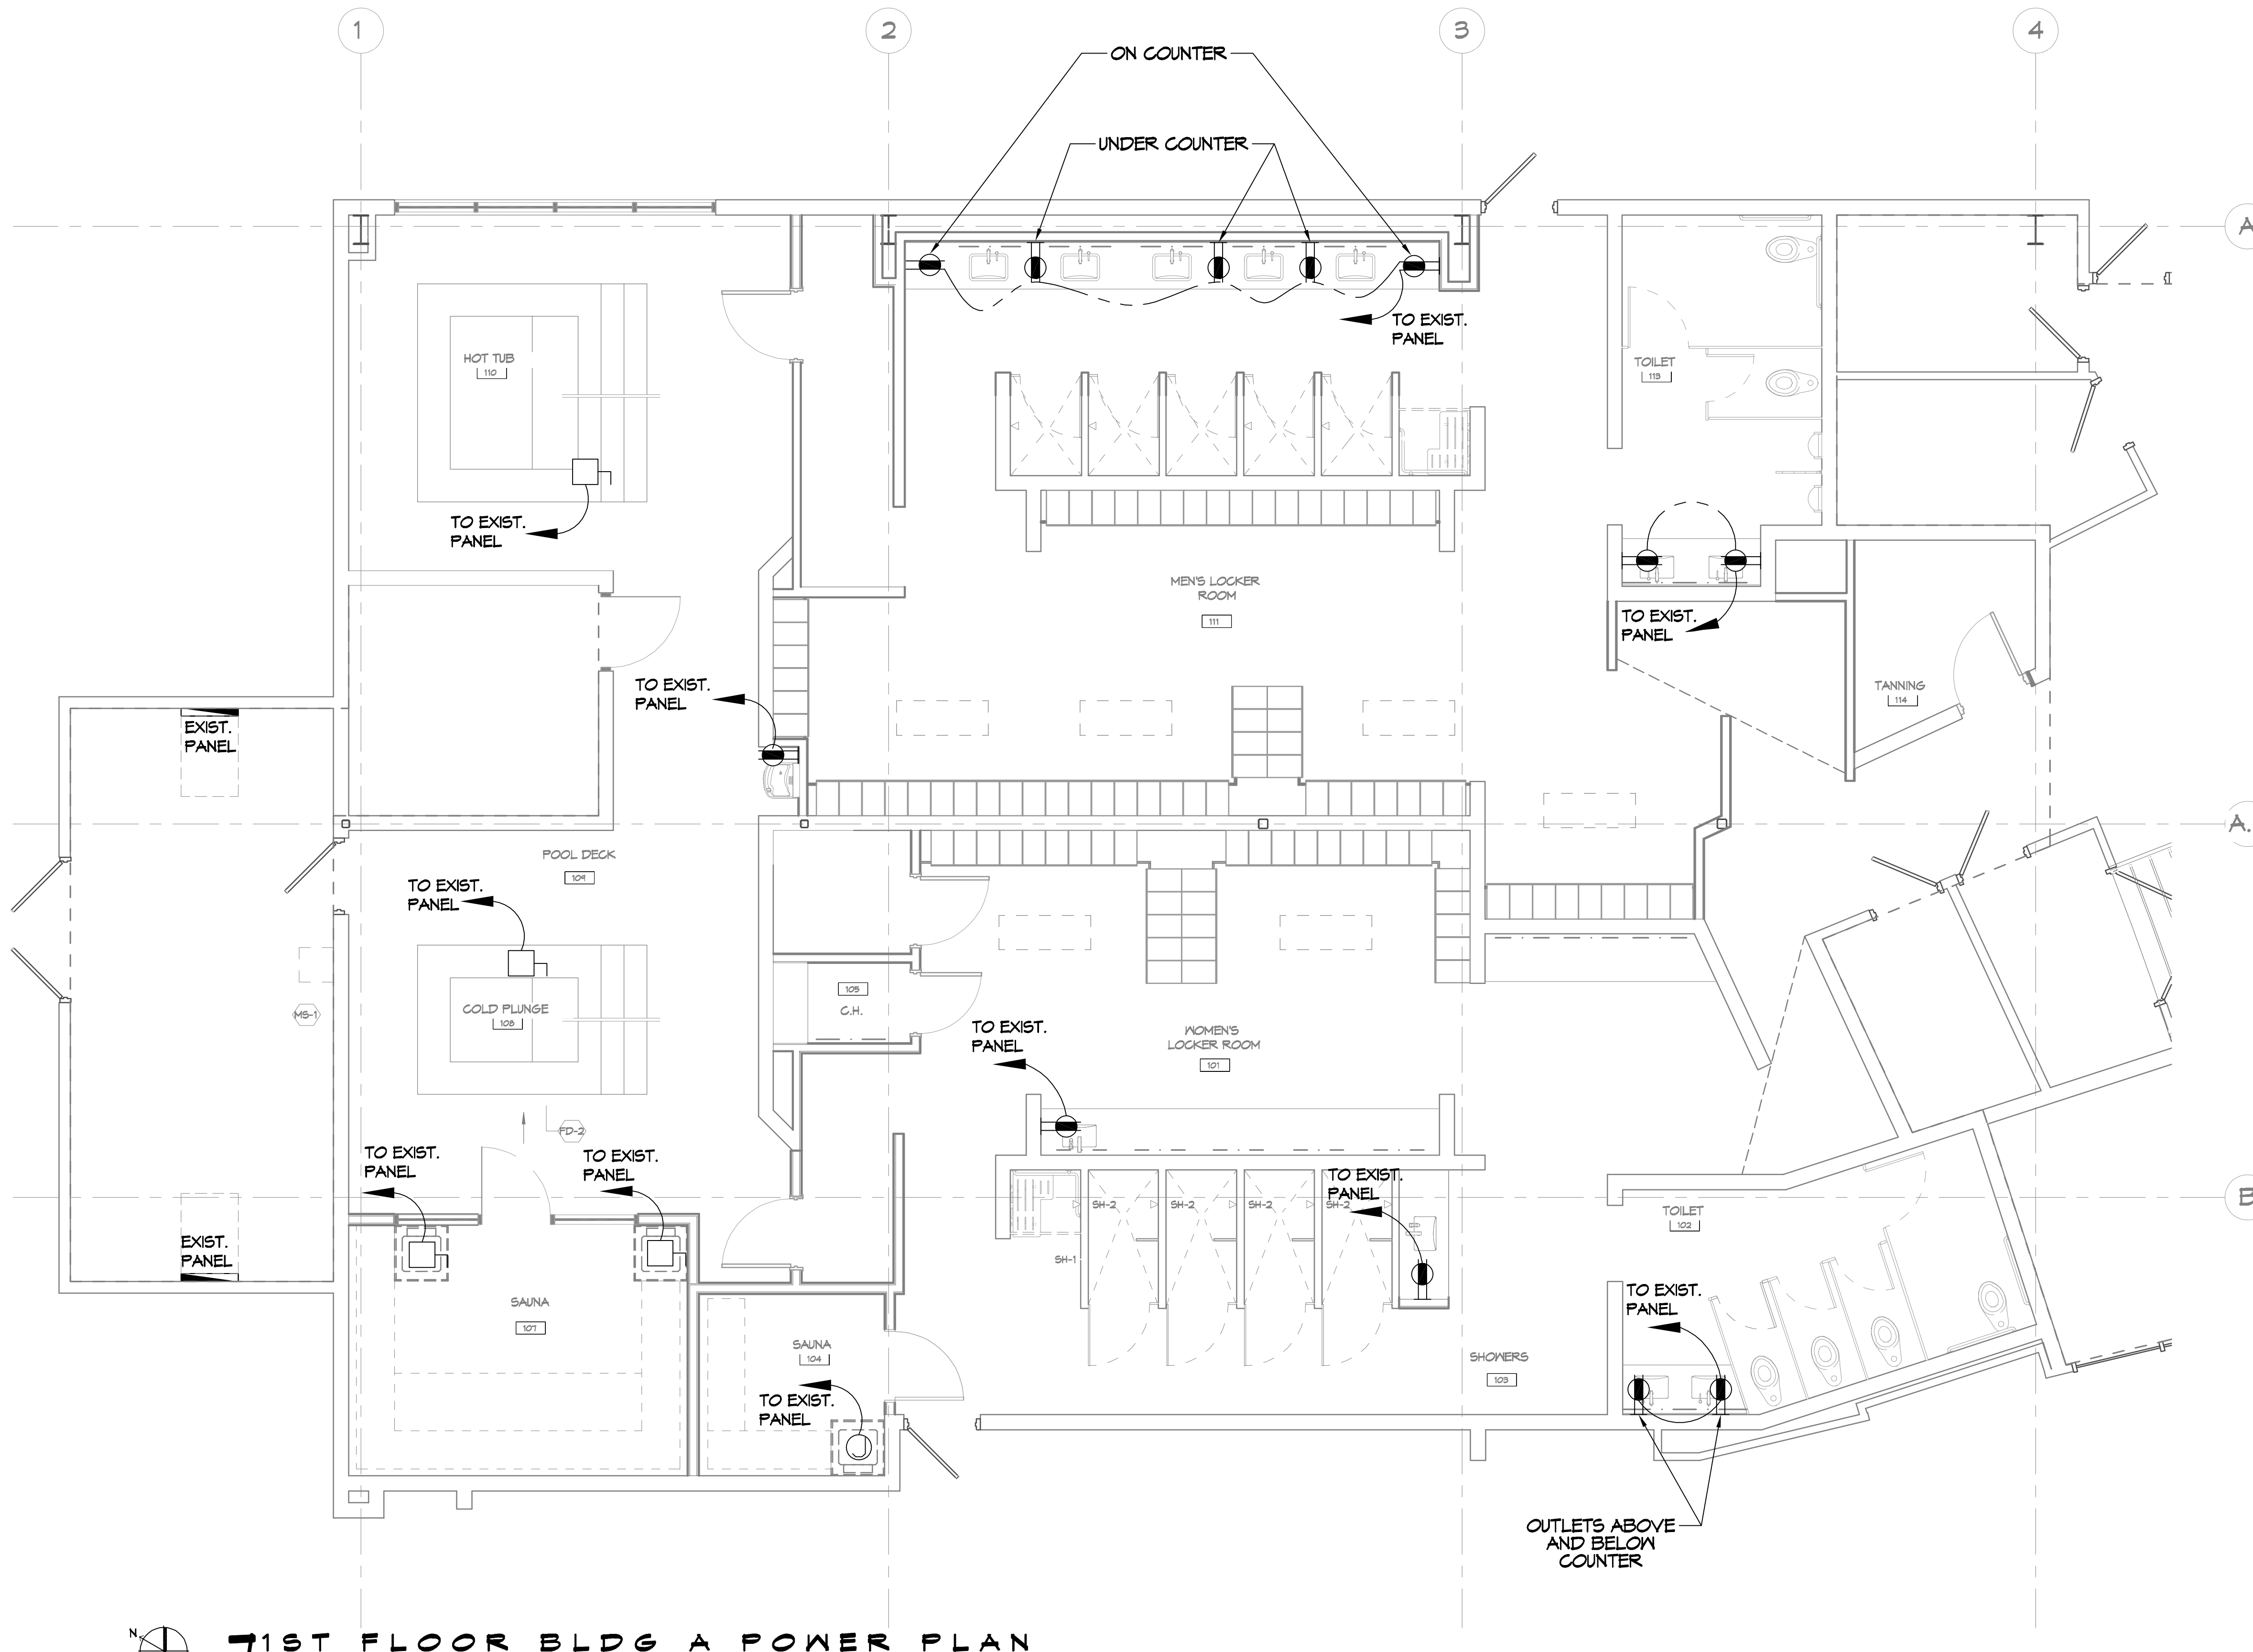 1
2
3
4
ON COUNTER
UNDER COUNTER
A
TO EXIST.
PANEL
HOT TUB
110
TOILET
113
TO EXIST.
PANEL
MEN'S LOCKER
ROOM
111
TO EXIST.
PANEL
TO EXIST.
PANEL
TANNING
114
EXIST.
PANEL
A.
POOL DECK
109
TO EXIST.
PANEL
COLD PLUNGE
108
MS-1
105
C.H.
TO EXIST.
PANEL
WOMEN'S
LOCKER ROOM
101
FD-2
TO EXIST.
PANEL
TO EXIST.
PANEL
TO EXIST.
PANEL
SH-2
SH-2
SH-2
SH-2
B
TOILET
102
EXIST.
PANEL
SH-1
SAUNA
107
TO EXIST.
PANEL
SAUNA
104
SHOWERS
103
TO EXIST.
PANEL
OUTLETS ABOVE
AND BELOW
COUNTER
N
1ST FLOOR BLDG A POWER PLAN